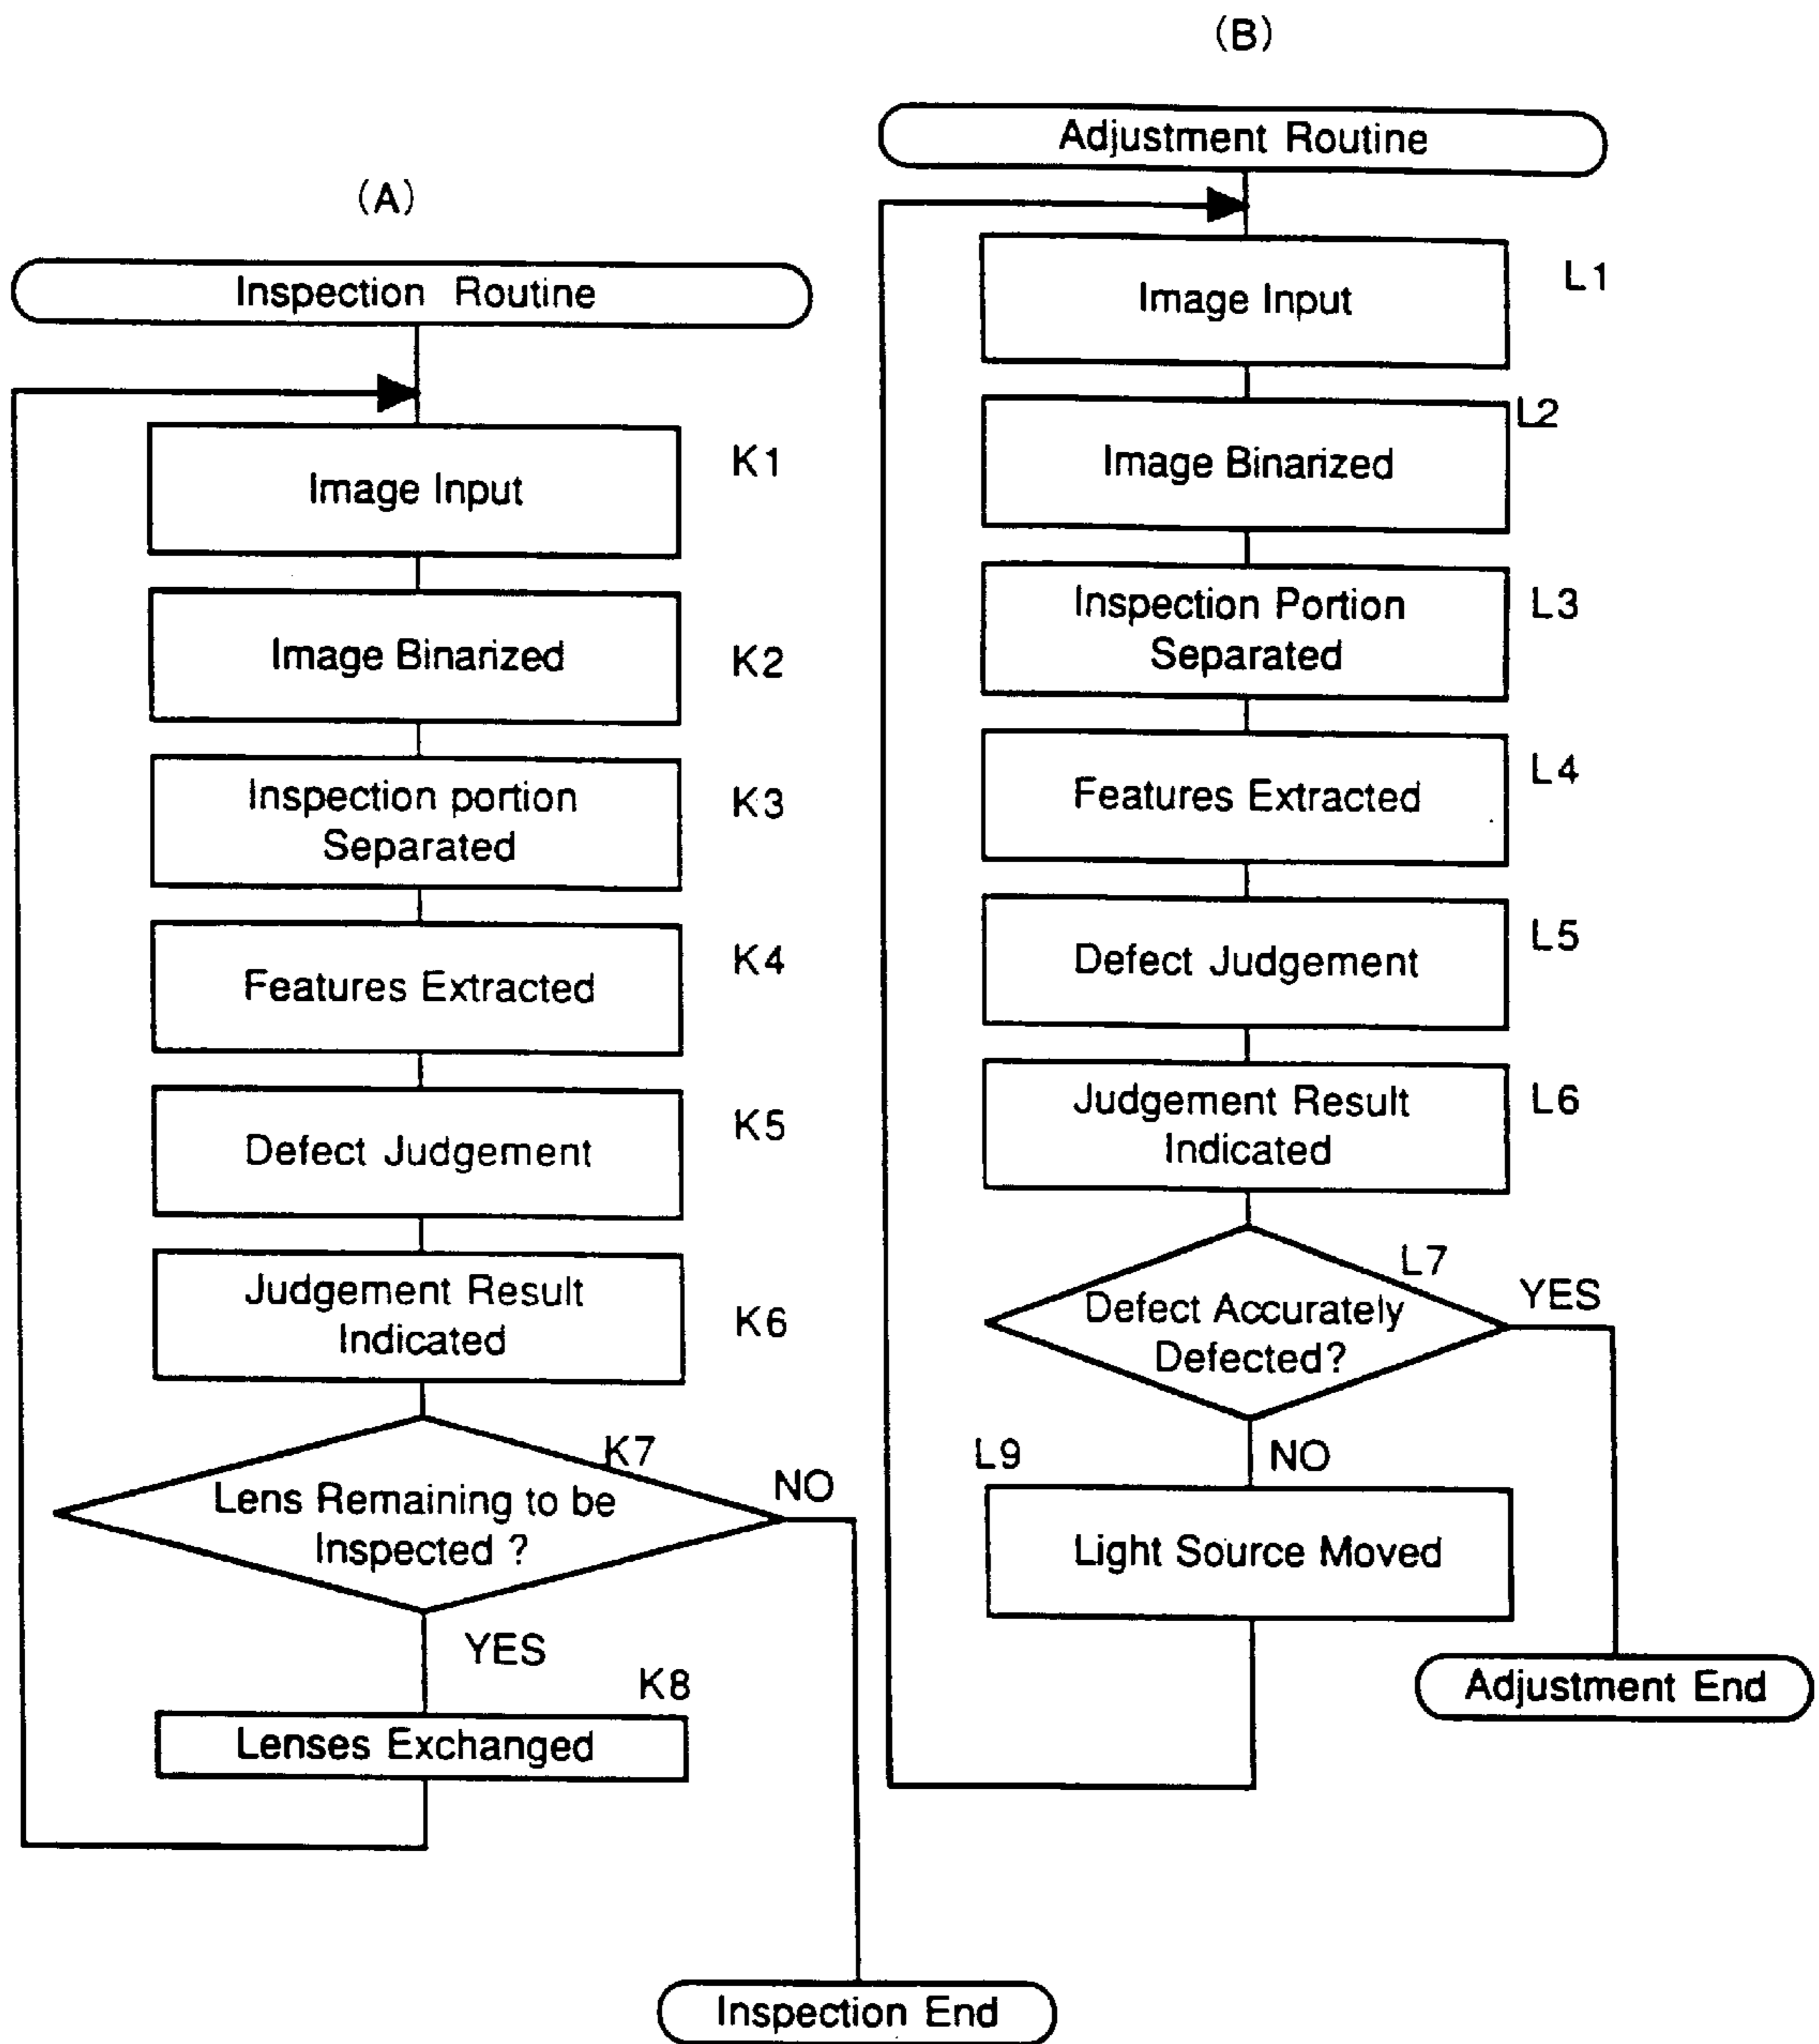 (A)
Inspection Routine
Image Input
K1
Image Binarized
K2
Inspection portion
Separated
K3
Features Extracted
K4
Defect Judgement
K5
Judgement Result
Indicated
K6
K7
Lens Remaining to be
Inspected ?
NO
YES
K8
Lenses Exchanged
Inspection End
(B)
Adjustment Routine
Image Input
L1
Image Binarized
L2
Inspection Portion
Separated
L3
Features Extracted
L4
Defect Judgement
L5
Judgement Result
Indicated
L6
L7
Defect Accurately
Defected?
YES
NO
L9
Light Source Moved
Adjustment End